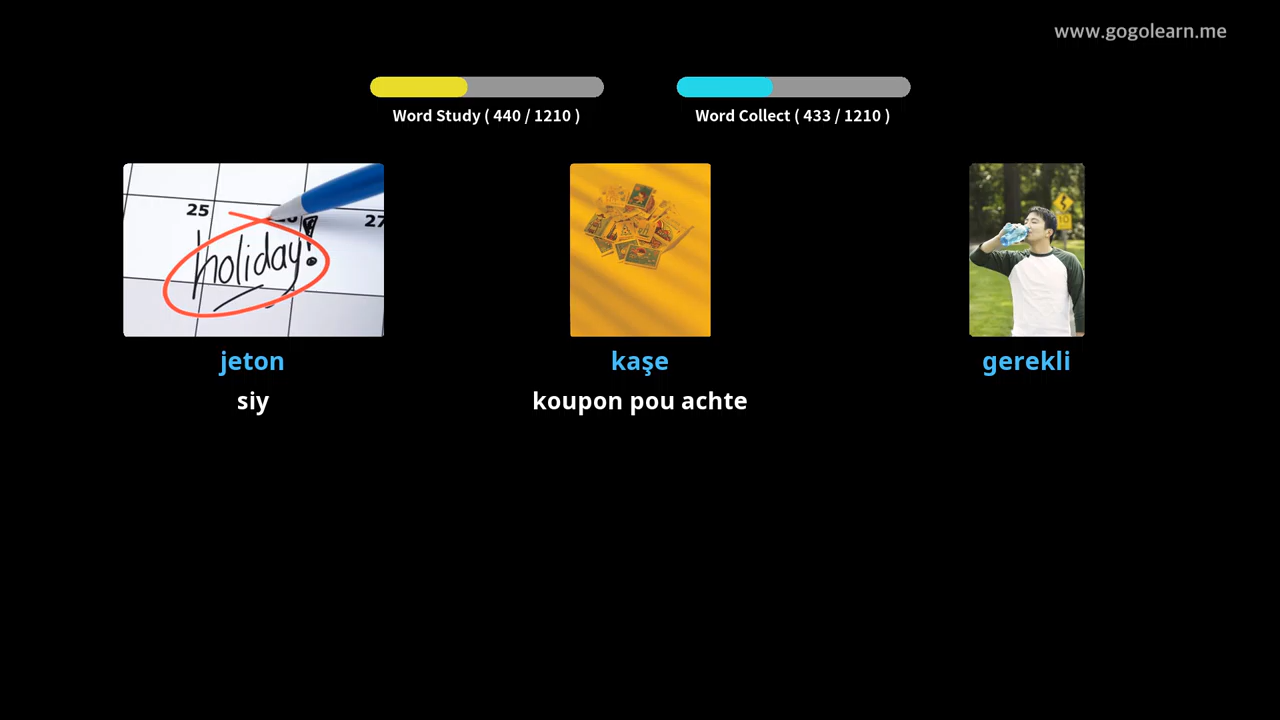 www.gogolearn.me
Word Study ( 440 / 1210 )
Word Collect ( 433 / 1210 )
25
27
holiday!
jeton
kaşe
gerekli
siy
koupon pou achte